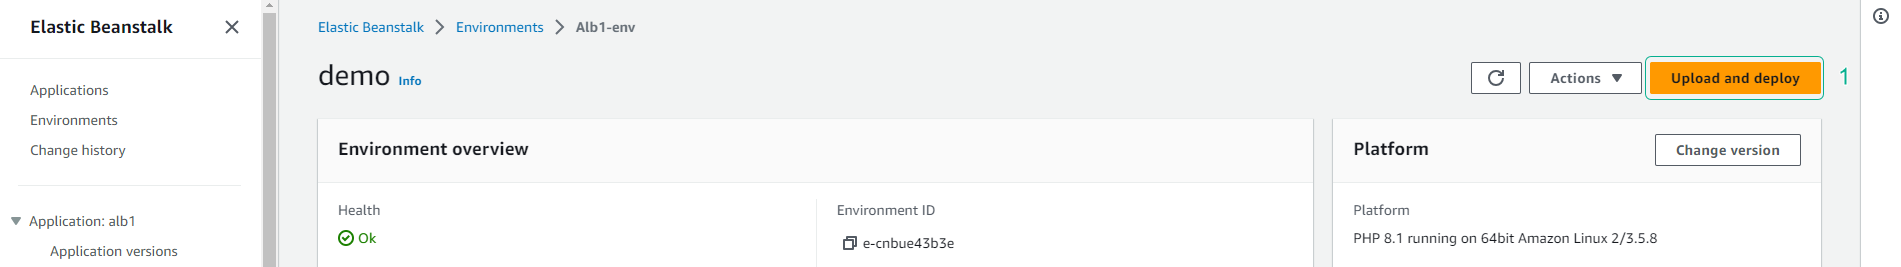 Elastic Beanstalk
Applications
Environments
Change history
Application: alb1
Application versions
Elastic Beanstalk > Environments > Alb1-env
demo Info
Actions
Upload and deploy 1
Environment overview
Health
Ok
Environment ID
e-cnbue43b3e
Platform
Change version
Platform
PHP 8.1 running on 64bit Amazon Linux 2/3.5.8